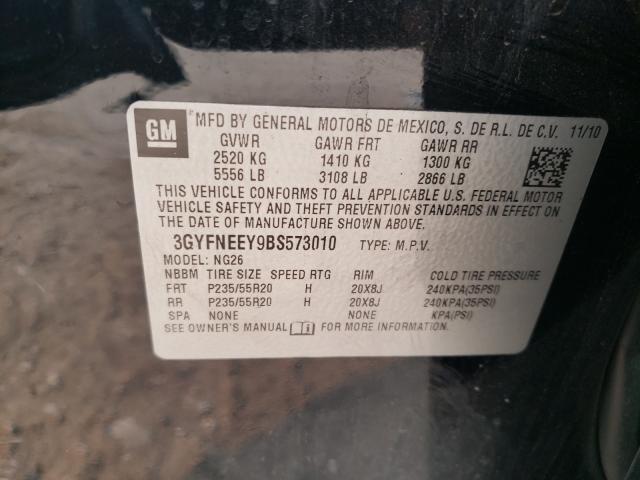 GM
MFD BY GENERAL MOTORS DE MEXICO, S. DE R.L. DE C.V. 11/10
GVWR GAWR FRT GAWR RR
2520 KG 1410 KG 1300 KG
5556 LB 3108 LB 2866 LB
THIS VEHICLE CONFORMS TO ALL APPLICABLE U.S. FEDERAL MOTOR
VEHICLE SAFETY AND THEFT PREVENTION STANDARDS IN EFFECT ON
THE DATE OF MANUFACTURE SHOWN ABOVE.
3GYFNEEY9BS573010 TYPE: M.P.V.
MODEL: NG26
NBBM TIRE SIZE SPEED RTG RIM COLD TIRE PRESSURE
FRT P235/55R20 H 20X8J 240KPA(35PSI)
RR P235/55R20 H 20X8J 240KPA(35PSI)
SPA NONE NONE KPA(PSI)
SEE OWNER'S MANUAL FOR MORE INFORMATION.